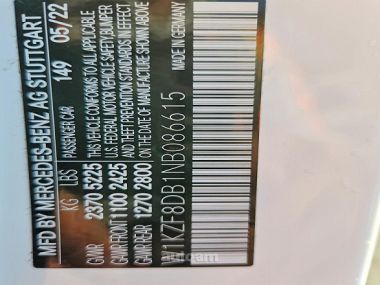 MFD BY MERCEDES-BENZ AG STUTTGART
PASSENGER CAR 149 05/22
KG LBS
GVWR 2370 5225
GAWR FRONT 1100 2425
GAWR REAR 1270 2800
THIS VEHICLE CONFORMS TO ALL APPLICABLE
U.S. FEDERAL MOTOR VEHICLE SAFETY, BUMPER
AND THEFT PREVENTION STANDARDS IN EFFECT
ON THE DATE OF MANUFACTURE SHOWN ABOVE
1KZF8DB1NB086615
MADE IN GERMANY
autoam